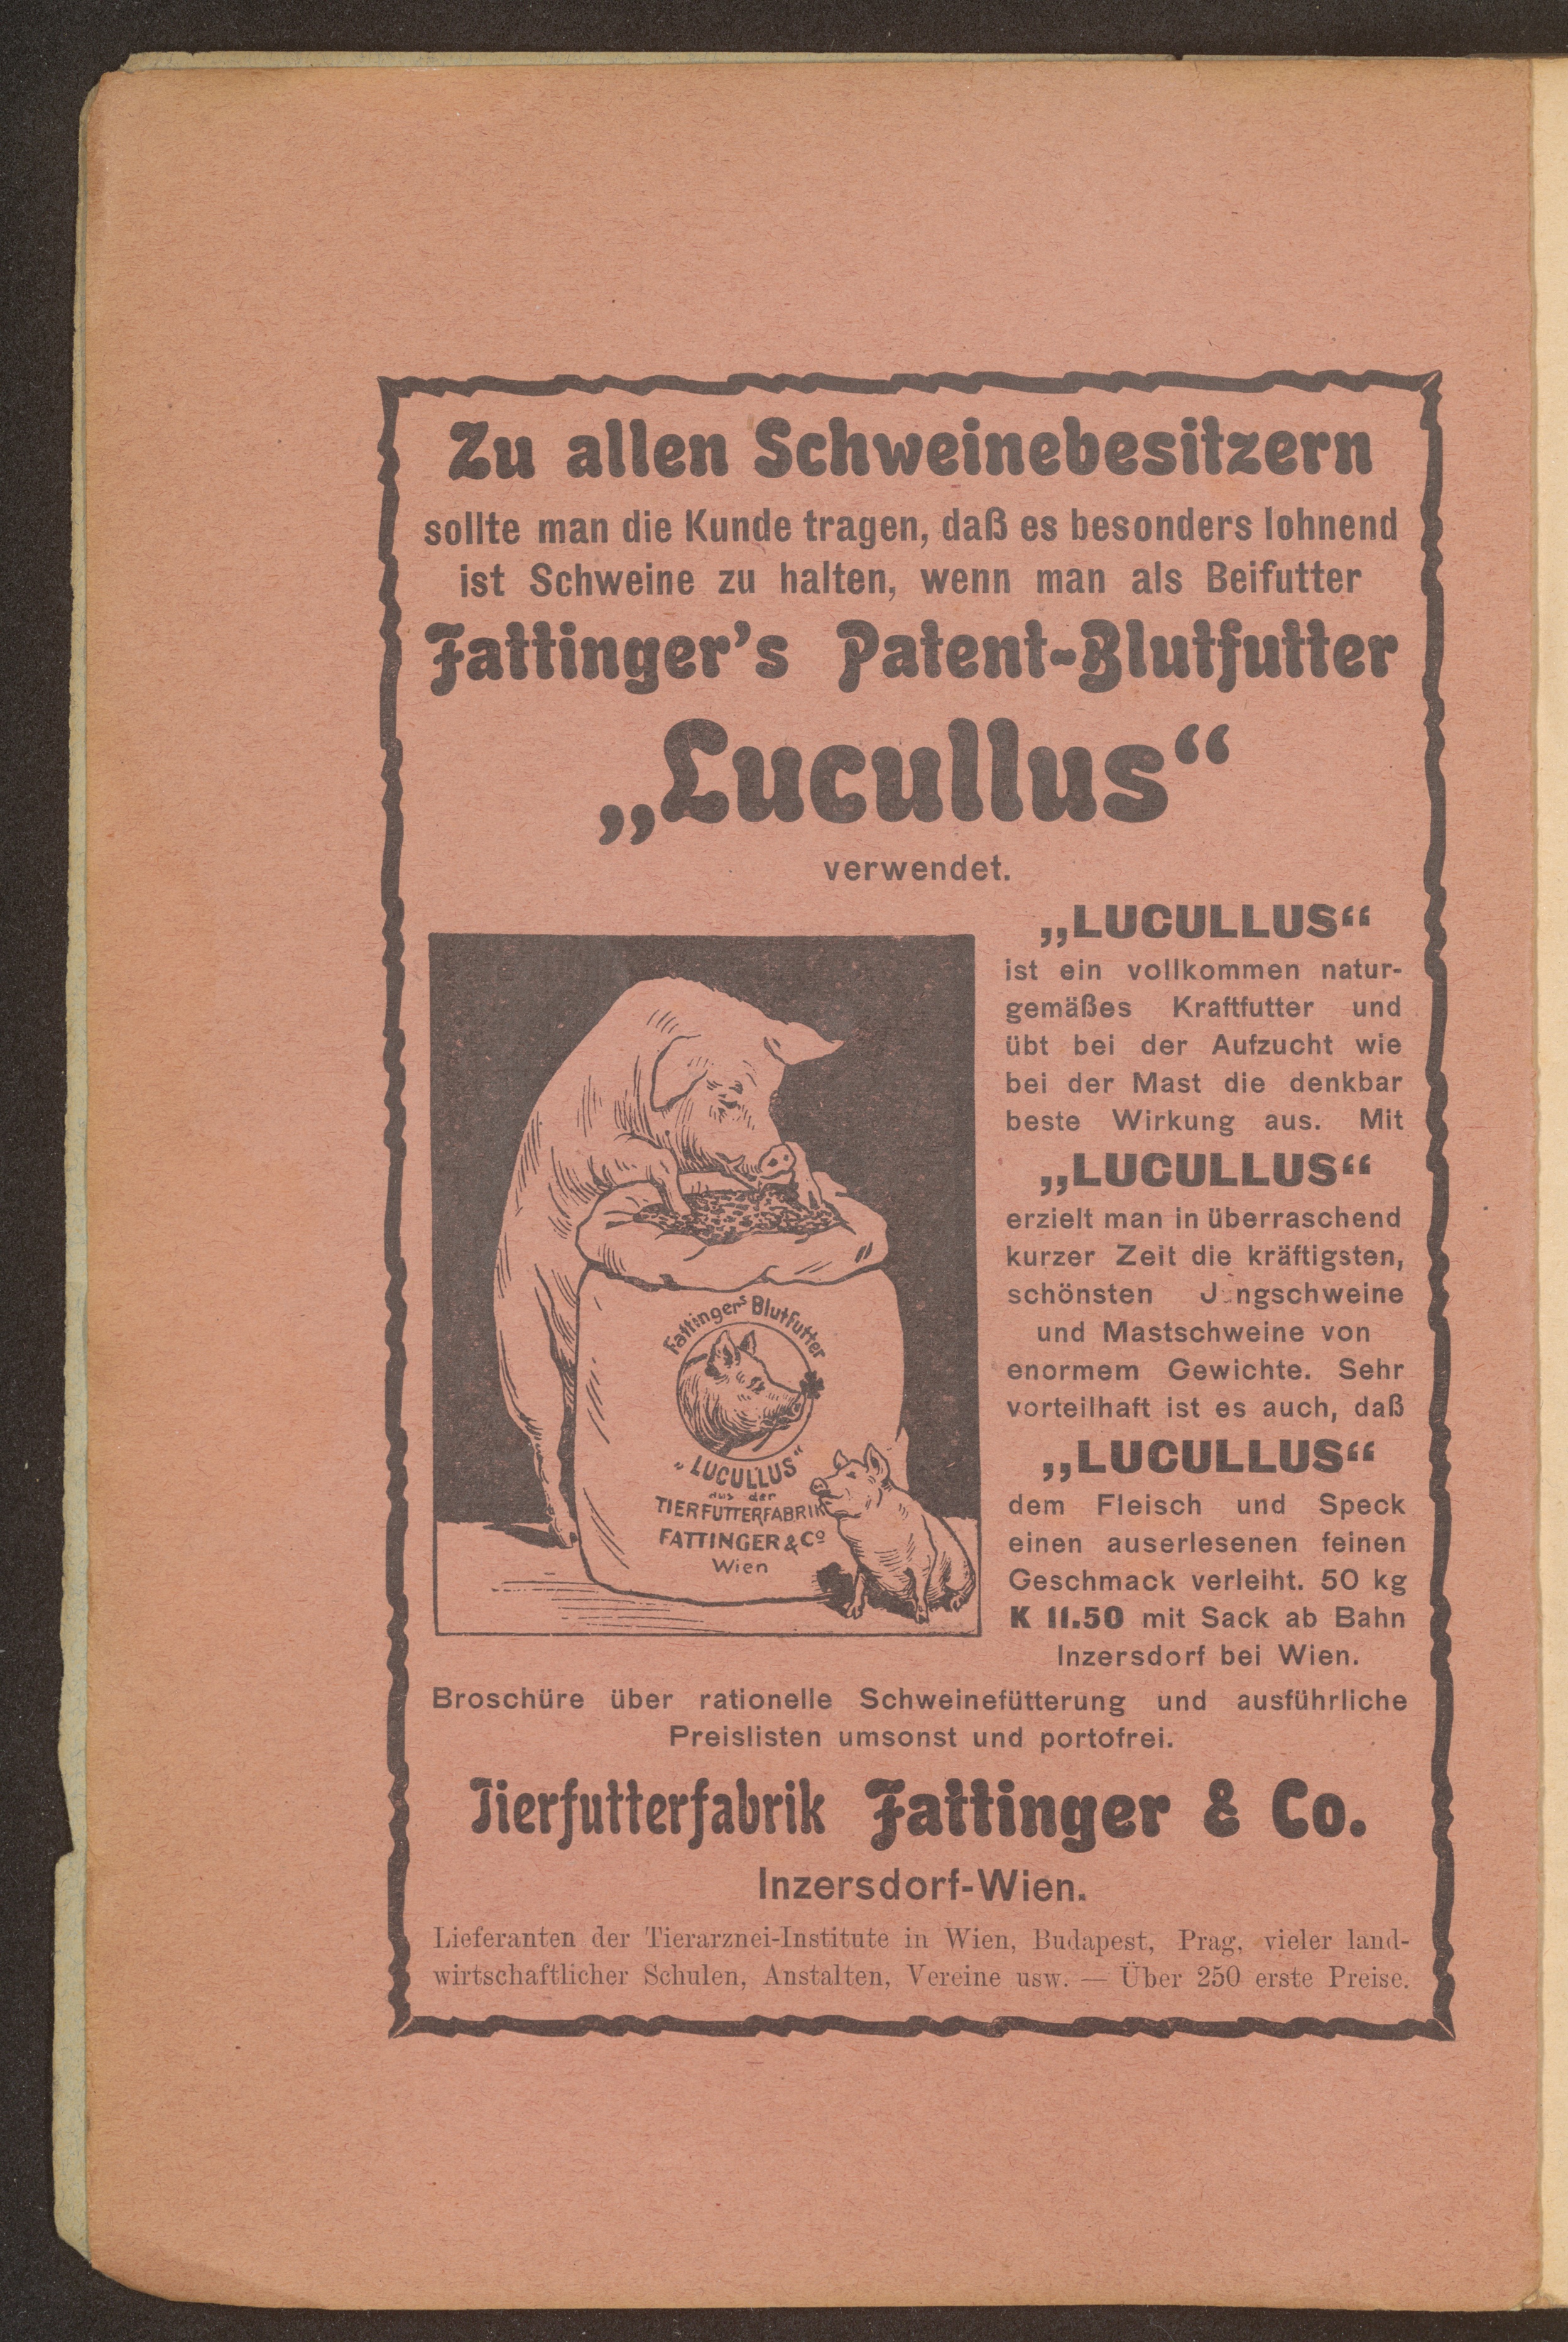 Zu allen Schweinebesitzern
sollte man die Kunde tragen, daß es besonders lohnend
ist Schweine zu halten, wenn man als Beifutter
Fattinger's Patent-Blutfutter
„Lucullus“
verwendet.
Fattingers Blutfutter
„LUCULLUS“
aus der
TIERFUTTERFABRIK
FATTINGER & Co
Wien
„LUCULLUS“
ist ein vollkommen natur-
gemäßes Kraftfutter und
übt bei der Aufzucht wie
bei der Mast die denkbar
beste Wirkung aus. Mit
„LUCULLUS“
erzielt man in überraschend
kurzer Zeit die kräftigsten,
schönsten Jungschweine
und Mastschweine von
enormem Gewichte. Sehr
vorteilhaft ist es auch, daß
„LUCULLUS“
dem Fleisch und Speck
einen auserlesenen feinen
Geschmack verleiht. 50 kg
K 11.50 mit Sack ab Bahn
Inzersdorf bei Wien.
Broschüre über rationelle Schweinefütterung und ausführliche
Preislisten umsonst und portofrei.
Tierfutterfabrik Fattinger & Co.
Inzersdorf-Wien.
Lieferanten der Tierarznei-Institute in Wien, Budapest, Prag, vieler land-
wirtschaftlicher Schulen, Anstalten, Vereine usw. — Über 250 erste Preise.